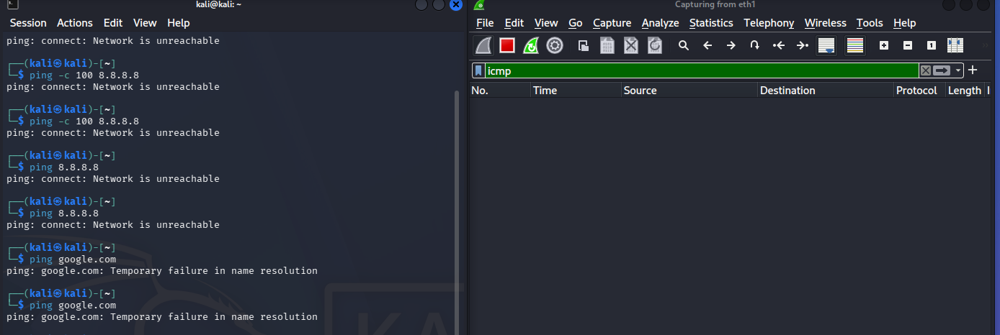 kali@kali: ~
Session Actions Edit View Help
ping: connect: Network is unreachable
┌──(kali㉿kali)-[~]
└─$ ping -c 100 8.8.8.8
ping: connect: Network is unreachable
┌──(kali㉿kali)-[~]
└─$ ping -c 100 8.8.8.8
ping: connect: Network is unreachable
┌──(kali㉿kali)-[~]
└─$ ping 8.8.8.8
ping: connect: Network is unreachable
┌──(kali㉿kali)-[~]
└─$ ping 8.8.8.8
ping: connect: Network is unreachable
┌──(kali㉿kali)-[~]
└─$ ping google.com
ping: google.com: Temporary failure in name resolution
┌──(kali㉿kali)-[~]
└─$ ping google.com
ping: google.com: Temporary failure in name resolution
KA
Capturing from eth1
File Edit View Go Capture Analyze Statistics Telephony Wireless Tools Help
icmp
No. Time Source Destination Protocol Length I